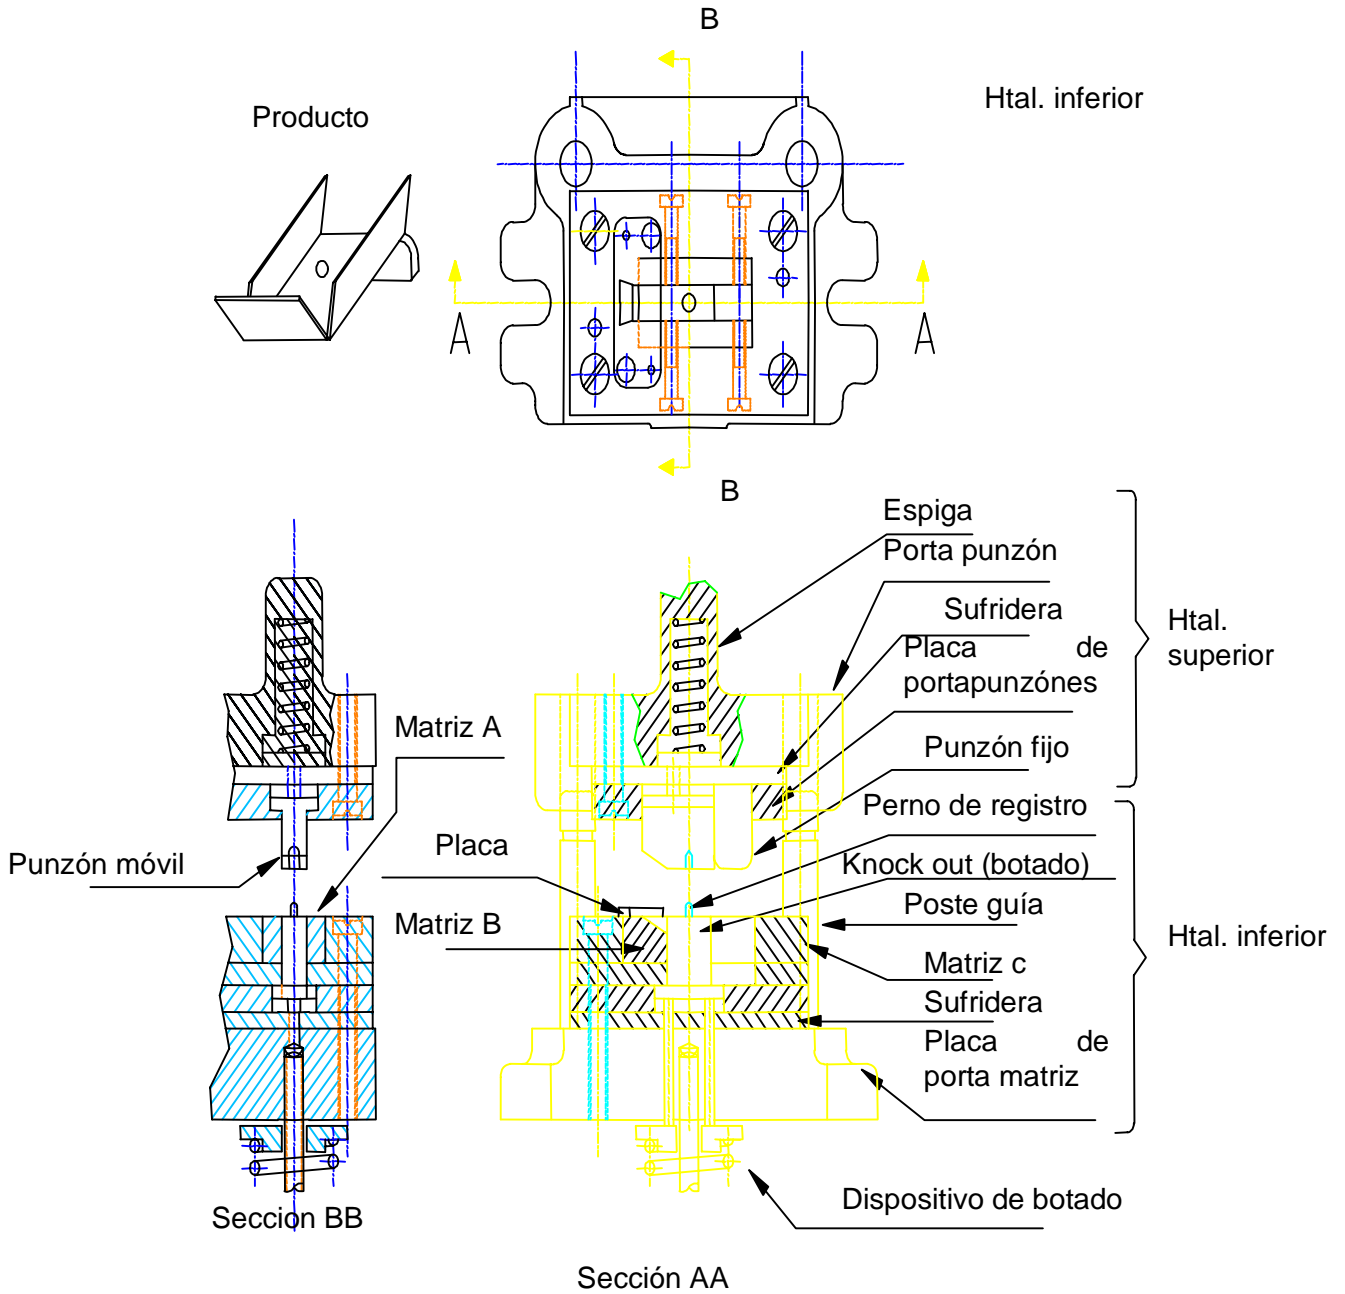 B
Htal. inferior
Producto
A
A
B
Espiga
Porta punzón
Sufridera
Placa de
portapunzónes
Htal.
superior
Matriz A
Punzón fijo
Perno de registro
Placa
Knock out (botado)
Punzón móvil
Poste guía
Matriz B
Htal. inferior
Matriz c
Sufridera
Placa de
porta matriz
Dispositivo de botado
Seccion BB
Sección AA